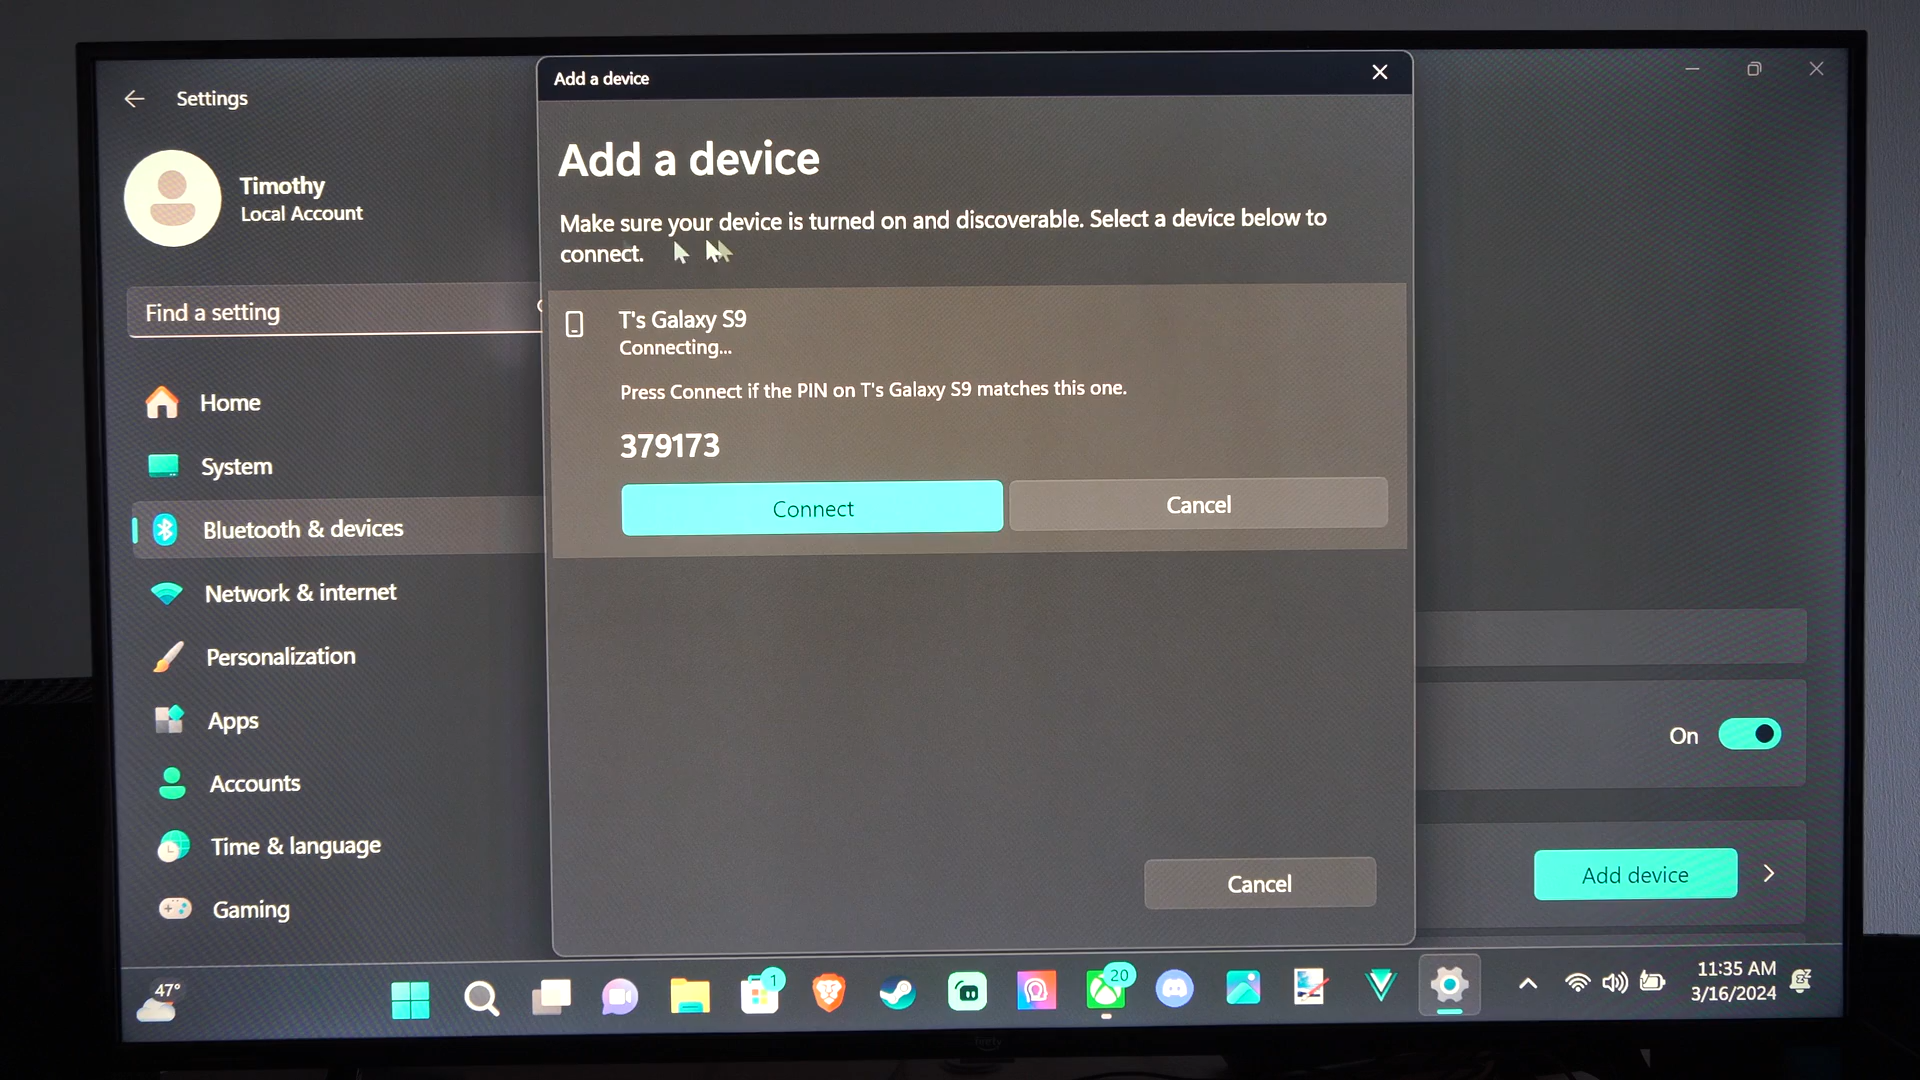 Settings
Timothy
Local Account
Find a setting
Home
System
Bluetooth & devices
Network & internet
Personalization
Apps
Accounts
Time & language
Gaming
Add a device
Add a device
Make sure your device is turned on and discoverable. Select a device below to
connect.
T's Galaxy S9
Connecting...
Press Connect if the PIN on T's Galaxy S9 matches this one.
379173
Connect
Cancel
Cancel
On
Add device
47°
1
20
11:35 AM
3/16/2024